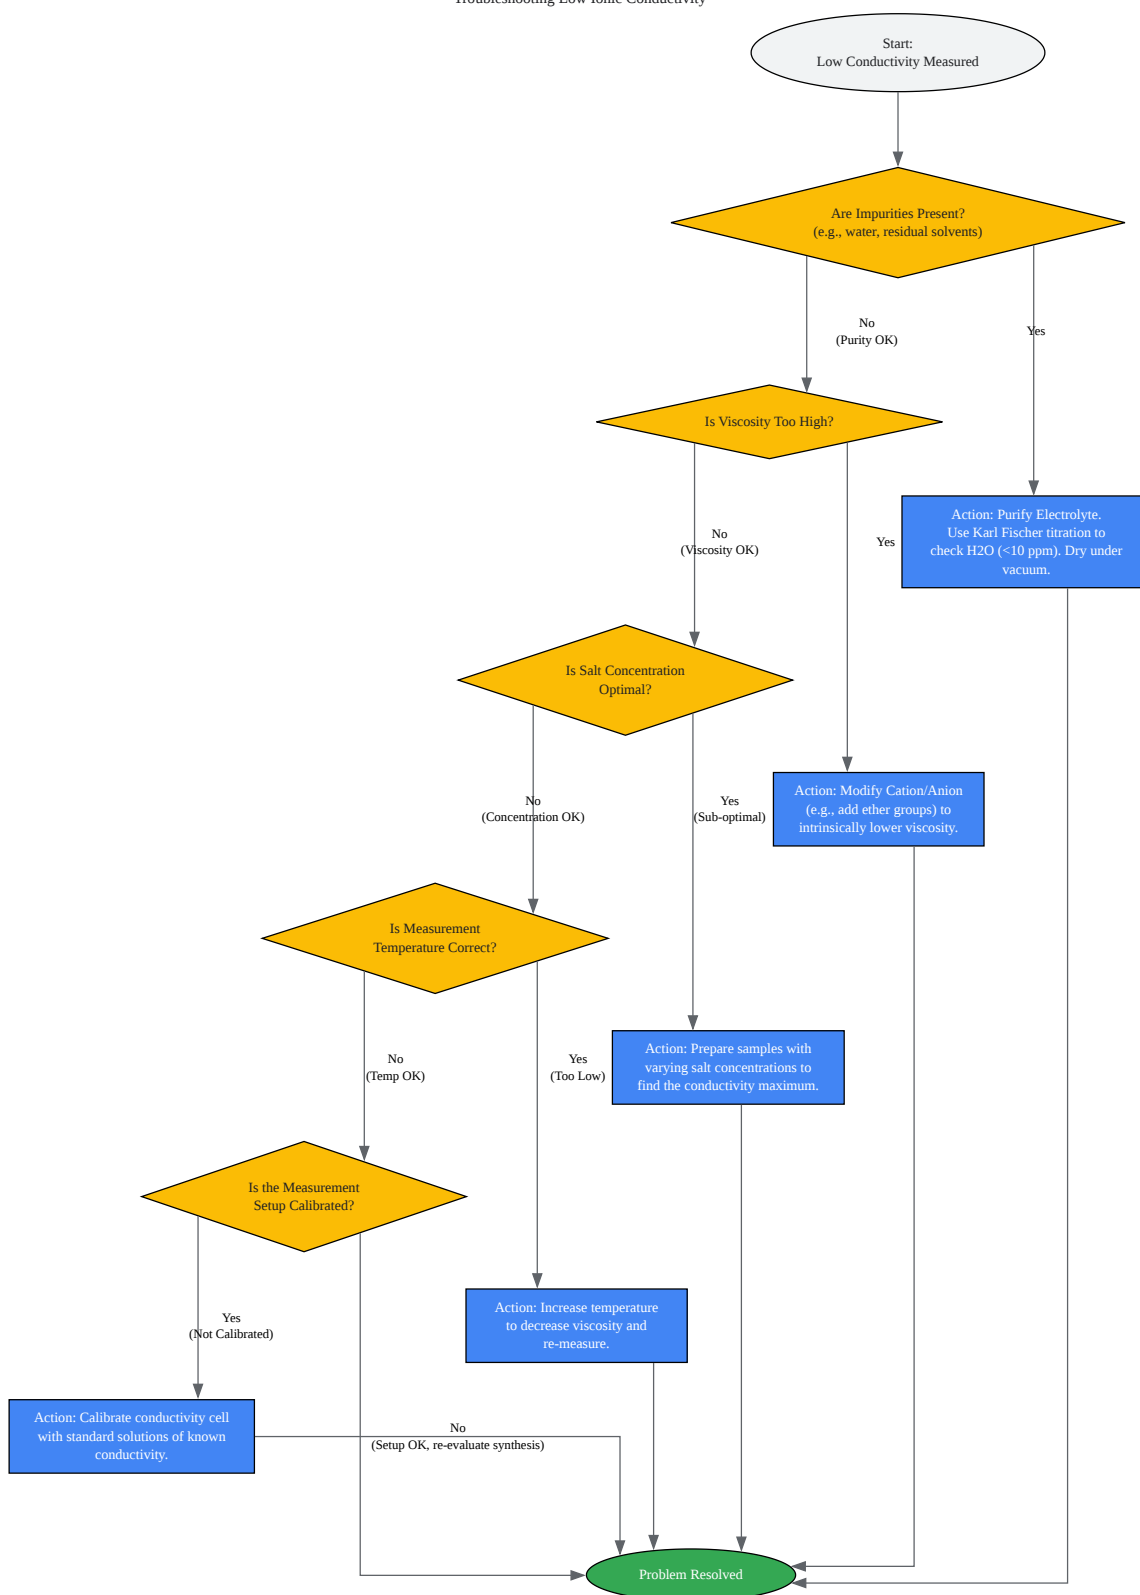 Troubleshooting Low Ionic Conductivity
Start:
Low Conductivity Measured
Are Impurities Present?
(e.g., water, residual solvents)
No
(Purity OK)
Yes
Is Viscosity Too High?
Action: Purify Electrolyte.
Use Karl Fischer titration to
check H2O (<10 ppm). Dry under
vacuum.
No
(Viscosity OK)
Yes
Is Salt Concentration
Optimal?
Action: Modify Cation/Anion
(e.g., add ether groups) to
intrinsically lower viscosity.
No
(Concentration OK)
Yes
(Sub-optimal)
Is Measurement
Temperature Correct?
Action: Prepare samples with
varying salt concentrations to
find the conductivity maximum.
No
(Temp OK)
Yes
(Too Low)
Is the Measurement
Setup Calibrated?
Action: Increase temperature
to decrease viscosity and
re-measure.
Yes
(Not Calibrated)
Action: Calibrate conductivity cell
with standard solutions of known
conductivity.
No
(Setup OK, re-evaluate synthesis)
Problem Resolved